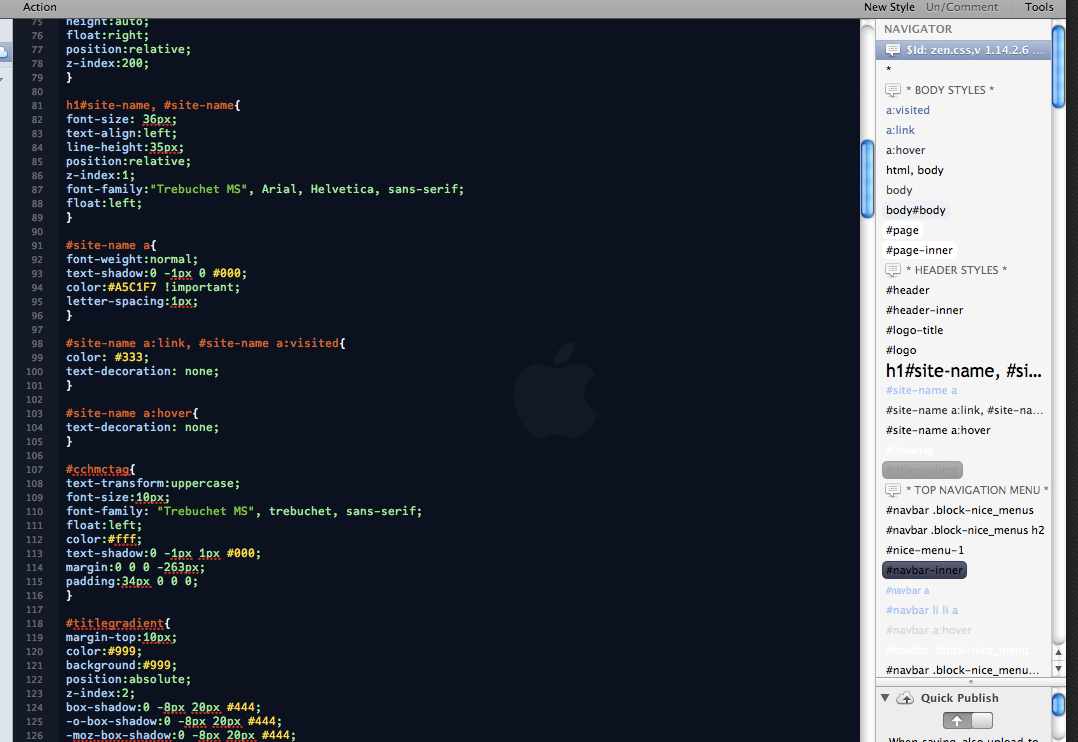 Action
New Style Un/Comment Tools
75 height:auto;
76 float:right;
77 position:relative;
78 z-index:200;
79 }
80
81 h1#site-name, #site-name{
82 font-size: 36px;
83 text-align:left;
84 line-height:35px;
85 position:relative;
86 z-index:1;
87 font-family:"Trebuchet MS", Arial, Helvetica, sans-serif;
88 float:left;
89 }
90
91 #site-name a{
92 font-weight:normal;
93 text-shadow:0 -1px 0 #000;
94 color:#A5C1F7 !important;
95 letter-spacing:1px;
96 }
97
98 #site-name a:link, #site-name a:visited{
99 color: #333;
100 text-decoration: none;
101 }
102
103 #site-name a:hover{
104 text-decoration: none;
105 }
106
107 #cchmctag{
108 text-transform:uppercase;
109 font-size:10px;
110 font-family: "Trebuchet MS", trebuchet, sans-serif;
111 float:left;
112 color:#fff;
113 text-shadow:0 -1px 1px #000;
114 margin:0 0 0 -263px;
115 padding:34px 0 0 0;
116 }
117
118 #titlegradient{
119 margin-top:10px;
120 color:#999;
121 background:#999;
122 position:absolute;
123 z-index:2;
124 box-shadow:0 -8px 20px #444;
125 -o-box-shadow:0 -8px 20px #444;
126 -moz-box-shadow:0 -8px 20px #444;
NAVIGATOR
$Id: zen.css,v 1.14.2.6 ...
*
* BODY STYLES *
a:visited
a:link
a:hover
html, body
body
body#body
#page
#page-inner
* HEADER STYLES *
#header
#header-inner
#logo-title
#logo
h1#site-name, #si...
#site-name a
#site-name a:link, #site-na...
#site-name a:hover
#cchmctag
#titlegradient
* TOP NAVIGATION MENU *
#navbar .block-nice_menus
#navbar .block-nice_menus h2
#nice-menu-1
#navbar-inner
#navbar a
#navbar li li a
#navbar a:hover
#navbar .block-nice_menu...
#navbar .block-nice_menu...
Quick Publish
When saving, also upload to